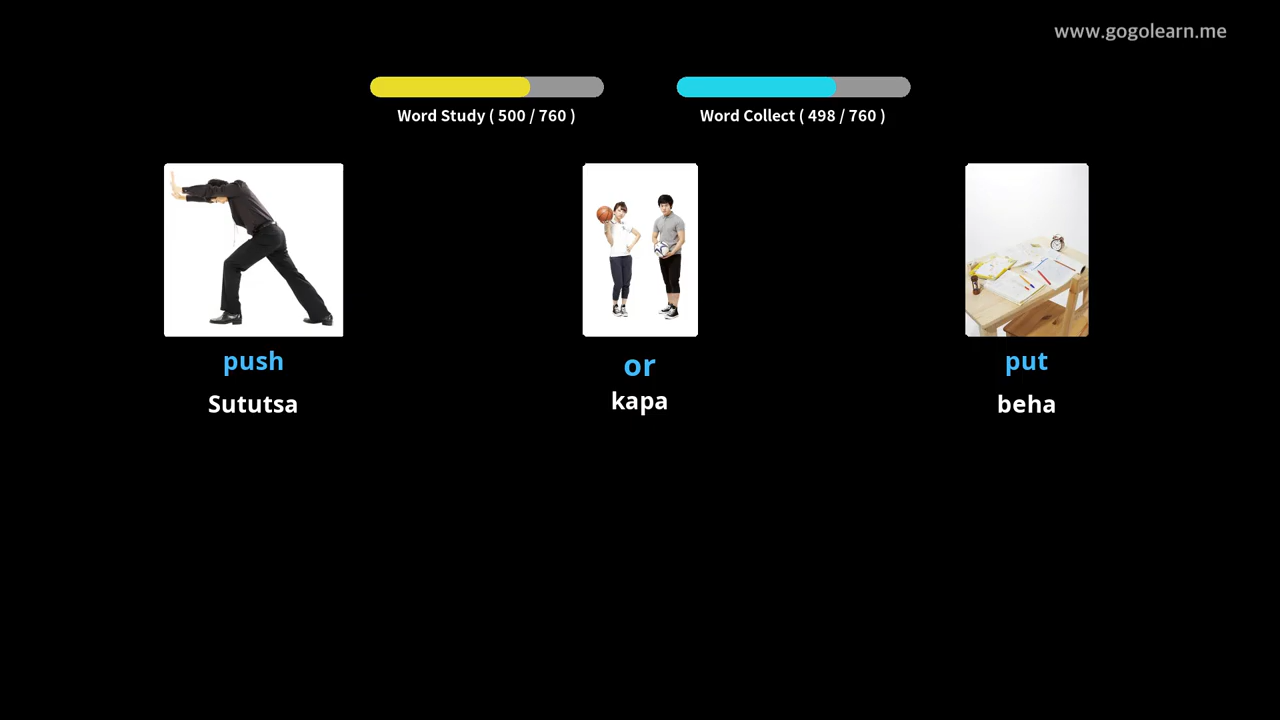 www.gogolearn.me
Word Study ( 500 / 760 )
Word Collect ( 498 / 760 )
push
or
put
Sututsa
kapa
beha